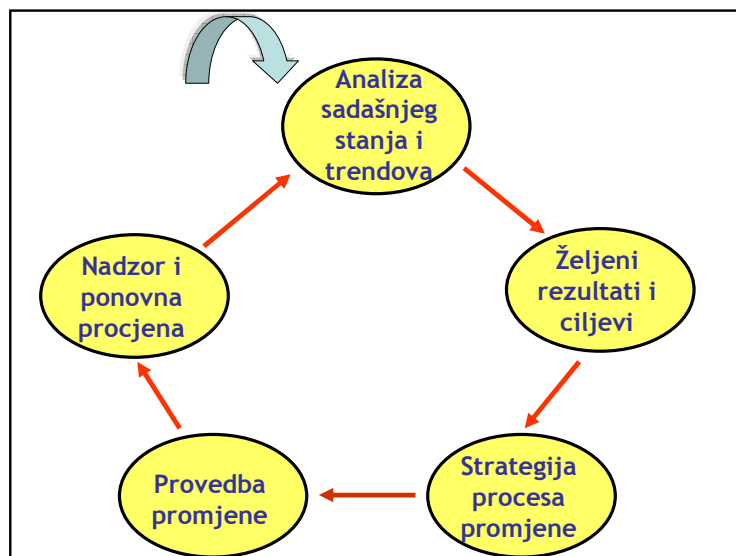 Analiza
sadašnjeg
stanja i
trendova
Željeni
rezultati i
ciljevi
Strategija
procesa
promjene
Provedba
promjene
Nadzor i
ponovna
procjena